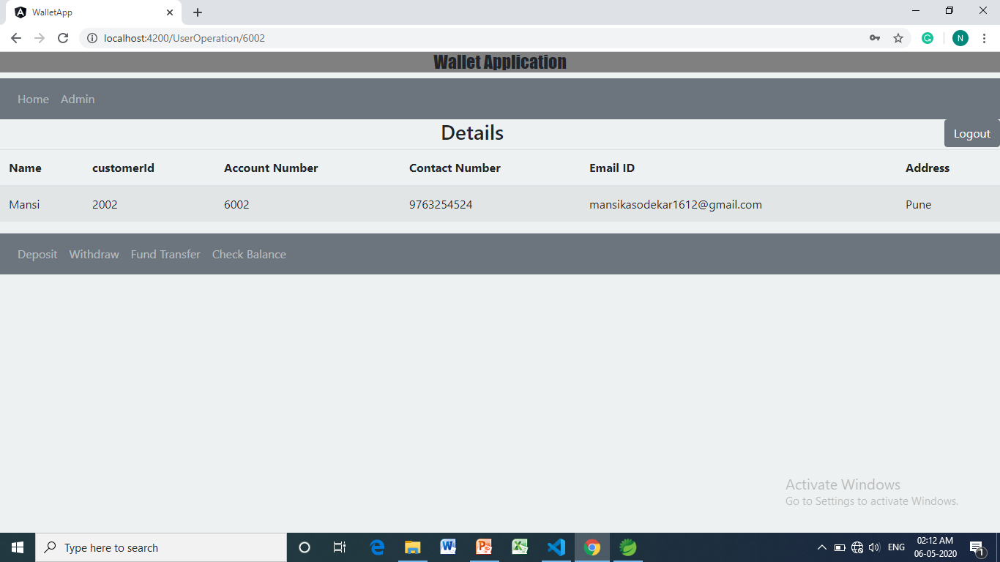 WalletApp
localhost:4200/UserOperation/6002
N
Wallet Application
Home Admin
Details
Logout
Name customerId Account Number Contact Number Email ID Address
Mansi 2002 6002 9763254524 mansikasodekar1612@gmail.com Pune
Deposit Withdraw Fund Transfer Check Balance
Activate Windows
Go to Settings to activate Windows.
Type here to search
ENG
02:12 AM
06-05-2020
1